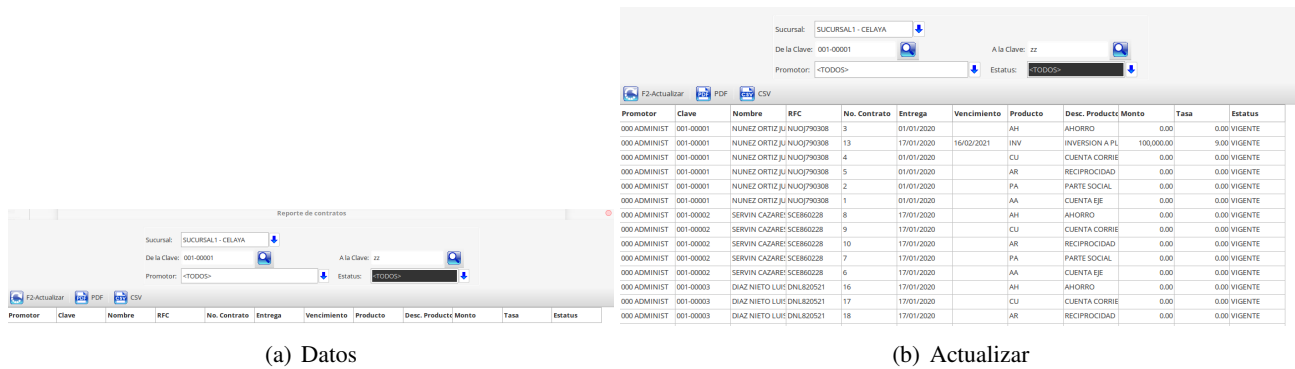 Reporte de contratos
Sucursal: SUCURSAL1 - CELAYA
De la Clave: 001-00001 A la Clave: zz
Promotor: <TODOS> Estatus: <TODOS>
F2-Actualizar PDF CSV
Promotor Clave Nombre RFC No. Contrato Entrega Vencimiento Producto Desc. Producto Monto Tasa Estatus
(a) Datos
Sucursal: SUCURSAL1 - CELAYA
De la Clave: 001-00001 A la Clave: zz
Promotor: <TODOS> Estatus: <TODOS>
F2-Actualizar PDF CSV
Promotor Clave Nombre RFC No. Contrato Entrega Vencimiento Producto Desc. Producto Monto Tasa Estatus
000 ADMINIST 001-00001 NUNEZ ORTIZ JU NUOJ790308 3 01/01/2020 AH AHORRO 0.00 0.00 VIGENTE
000 ADMINIST 001-00001 NUNEZ ORTIZ JU NUOJ790308 13 17/01/2020 16/02/2021 INV INVERSION A PL 100,000.00 9.00 VIGENTE
000 ADMINIST 001-00001 NUNEZ ORTIZ JU NUOJ790308 4 01/01/2020 CU CUENTA CORRIE 0.00 0.00 VIGENTE
000 ADMINIST 001-00001 NUNEZ ORTIZ JU NUOJ790308 5 01/01/2020 AR RECIPROCIDAD 0.00 0.00 VIGENTE
000 ADMINIST 001-00001 NUNEZ ORTIZ JU NUOJ790308 2 01/01/2020 PA PARTE SOCIAL 0.00 0.00 VIGENTE
000 ADMINIST 001-00001 NUNEZ ORTIZ JU NUOJ790308 1 01/01/2020 AA CUENTA EJE 0.00 0.00 VIGENTE
000 ADMINIST 001-00002 SERVIN CAZARES SCE860228 8 17/01/2020 AH AHORRO 0.00 0.00 VIGENTE
000 ADMINIST 001-00002 SERVIN CAZARES SCE860228 9 17/01/2020 CU CUENTA CORRIE 0.00 0.00 VIGENTE
000 ADMINIST 001-00002 SERVIN CAZARES SCE860228 10 17/01/2020 AR RECIPROCIDAD 0.00 0.00 VIGENTE
000 ADMINIST 001-00002 SERVIN CAZARES SCE860228 7 17/01/2020 PA PARTE SOCIAL 0.00 0.00 VIGENTE
000 ADMINIST 001-00002 SERVIN CAZARES SCE860228 6 17/01/2020 AA CUENTA EJE 0.00 0.00 VIGENTE
000 ADMINIST 001-00003 DIAZ NIETO LUIS DNL820521 16 17/01/2020 AH AHORRO 0.00 0.00 VIGENTE
000 ADMINIST 001-00003 DIAZ NIETO LUIS DNL820521 17 17/01/2020 CU CUENTA CORRIE 0.00 0.00 VIGENTE
000 ADMINIST 001-00003 DIAZ NIETO LUIS DNL820521 18 17/01/2020 AR RECIPROCIDAD 0.00 0.00 VIGENTE
(b) Actualizar